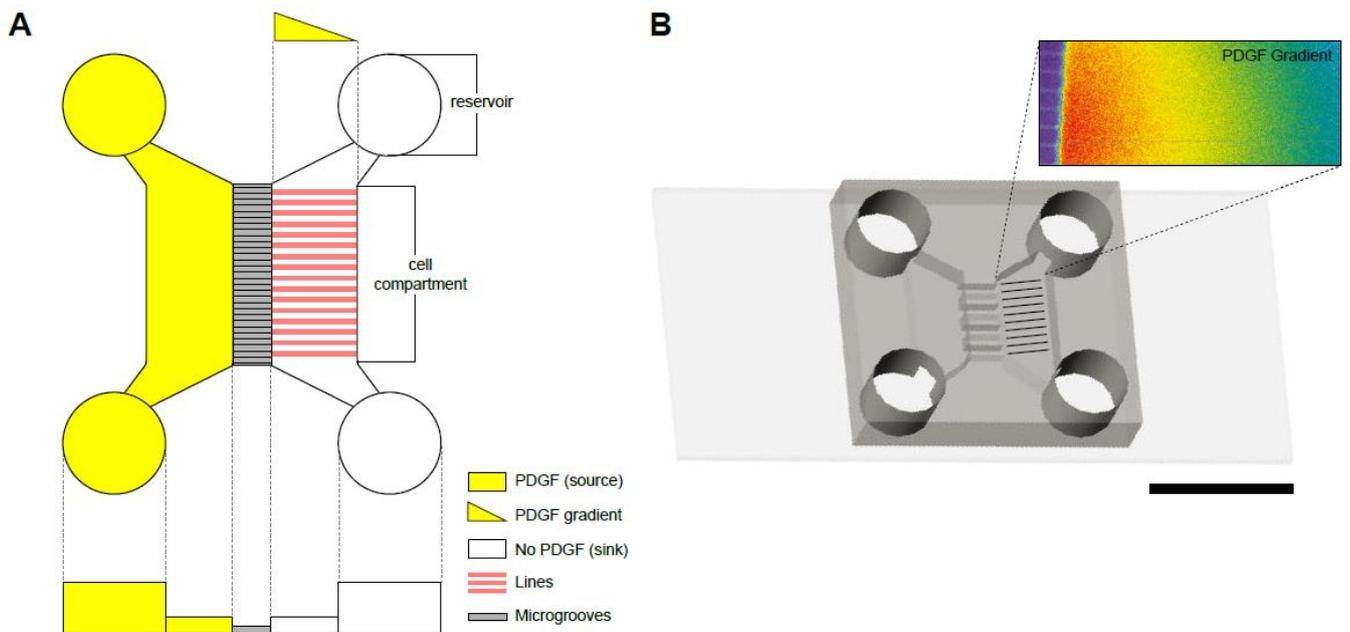 A
B
PDGF Gradient
reservoir
cell
compartment
PDGF (source)
PDGF gradient
No PDGF (sink)
Lines
Microgrooves